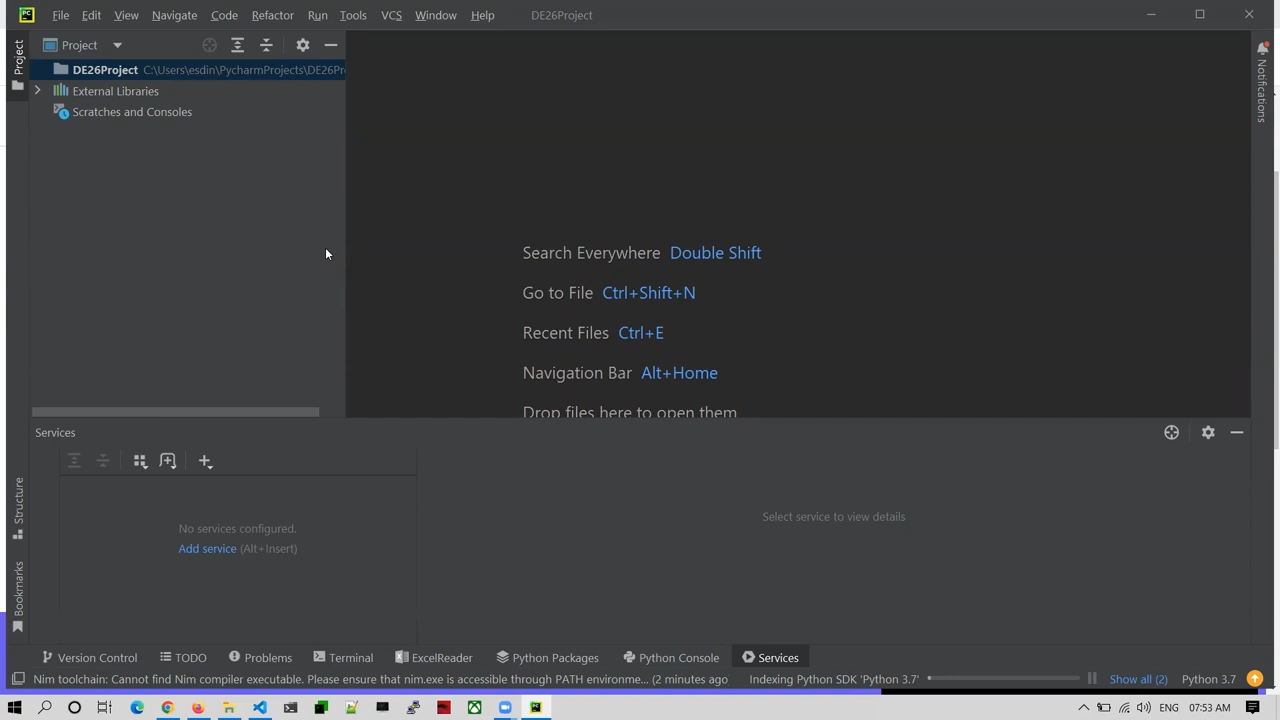 PC File Edit View Navigate Code Refactor Run Tools VCS Window Help DE26Project
Project
Project
DE26Project C:\Users\esdin\PycharmProjects\DE26Pr
External Libraries
Scratches and Consoles
Notifications
Search Everywhere Double Shift
Go to File Ctrl+Shift+N
Recent Files Ctrl+E
Navigation Bar Alt+Home
Drop files here to open them
Services
Structure
Bookmarks
No services configured.
Add service (Alt+Insert)
Select service to view details
Version Control TODO Problems Terminal ExcelReader Python Packages Python Console Services
Nim toolchain: Cannot find Nim compiler executable. Please ensure that nim.exe is accessible through PATH environme... (2 minutes ago Indexing Python SDK 'Python 3.7' Show all (2) Python 3.7
ENG 07:53 AM